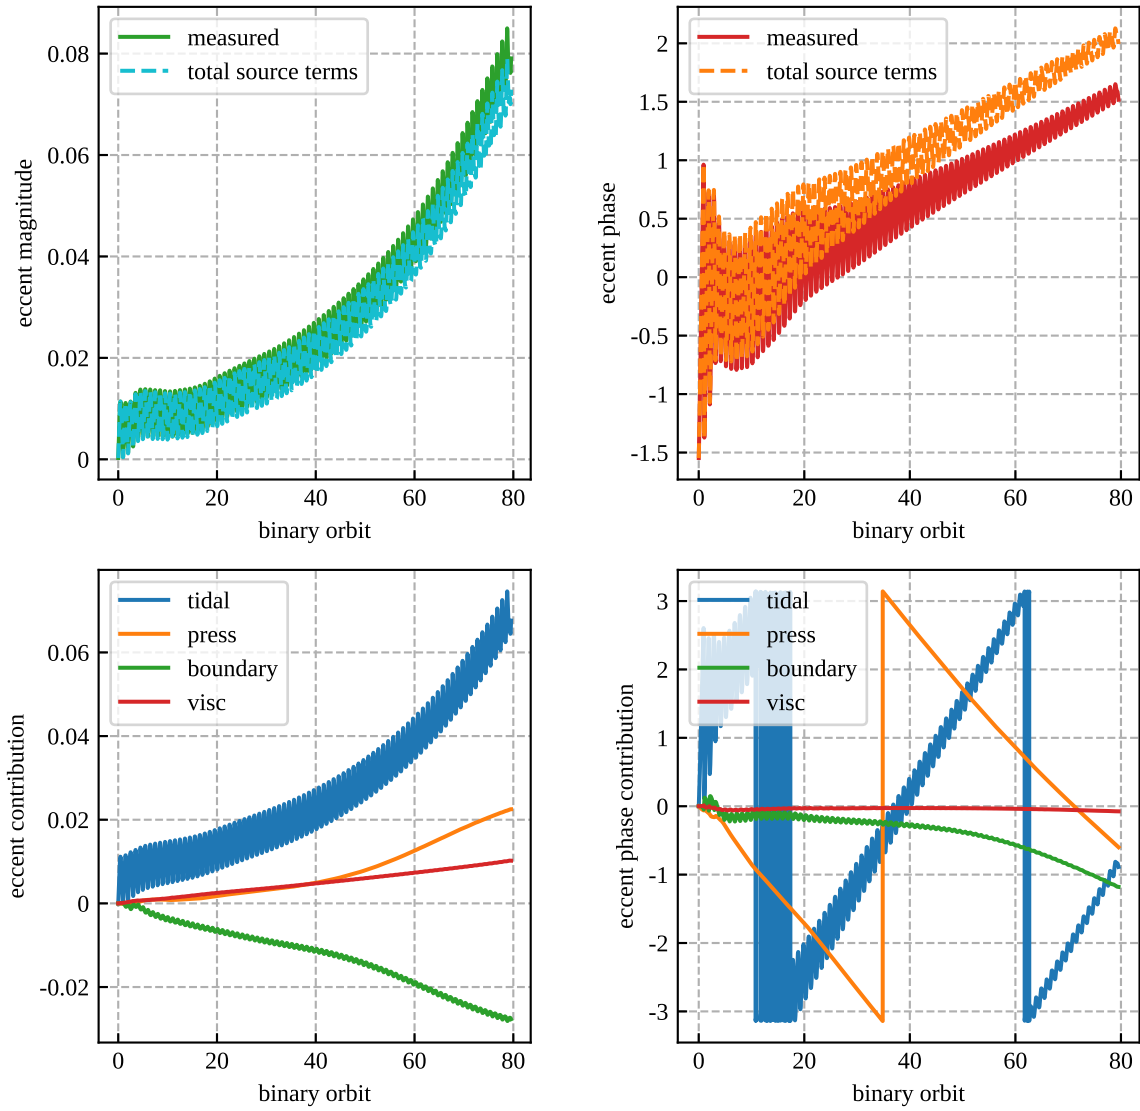 measured
total source terms
0.08
0.06
0.04
0.02
0
eccent magnitude
0 20 40 60 80
binary orbit
measured
total source terms
2
1.5
1
0.5
0
-0.5
-1
-1.5
eccent phase
0 20 40 60 80
binary orbit
tidal
press
boundary
visc
0.06
0.04
0.02
0
-0.02
eccent contribution
0 20 40 60 80
binary orbit
tidal
press
boundary
visc
3
2
1
0
-1
-2
-3
eccent phase contribution
0 20 40 60 80
binary orbit